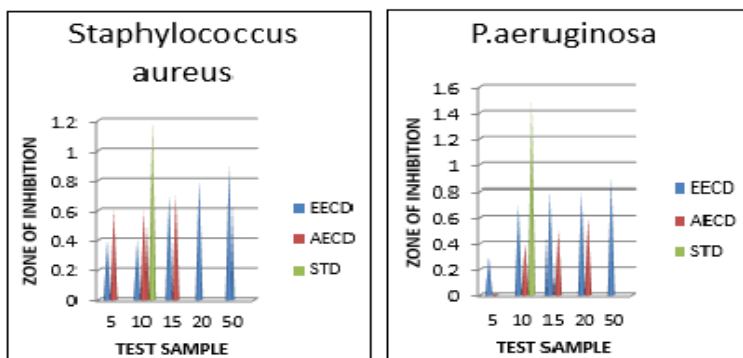 Staphylococcus
aureus
ZONE OF INHIBITION
1.2
1
0.8
0.6
0.4
0.2
0
5 10 15 20 50
TEST SAMPLE
EECD
AECD
STD
P.aeruginosa
ZONE OF INHIBITION
1.6
1.4
1.2
1
0.8
0.6
0.4
0.2
0
5 10 15 20 50
TEST SAMPLE
EECD
AECD
STD